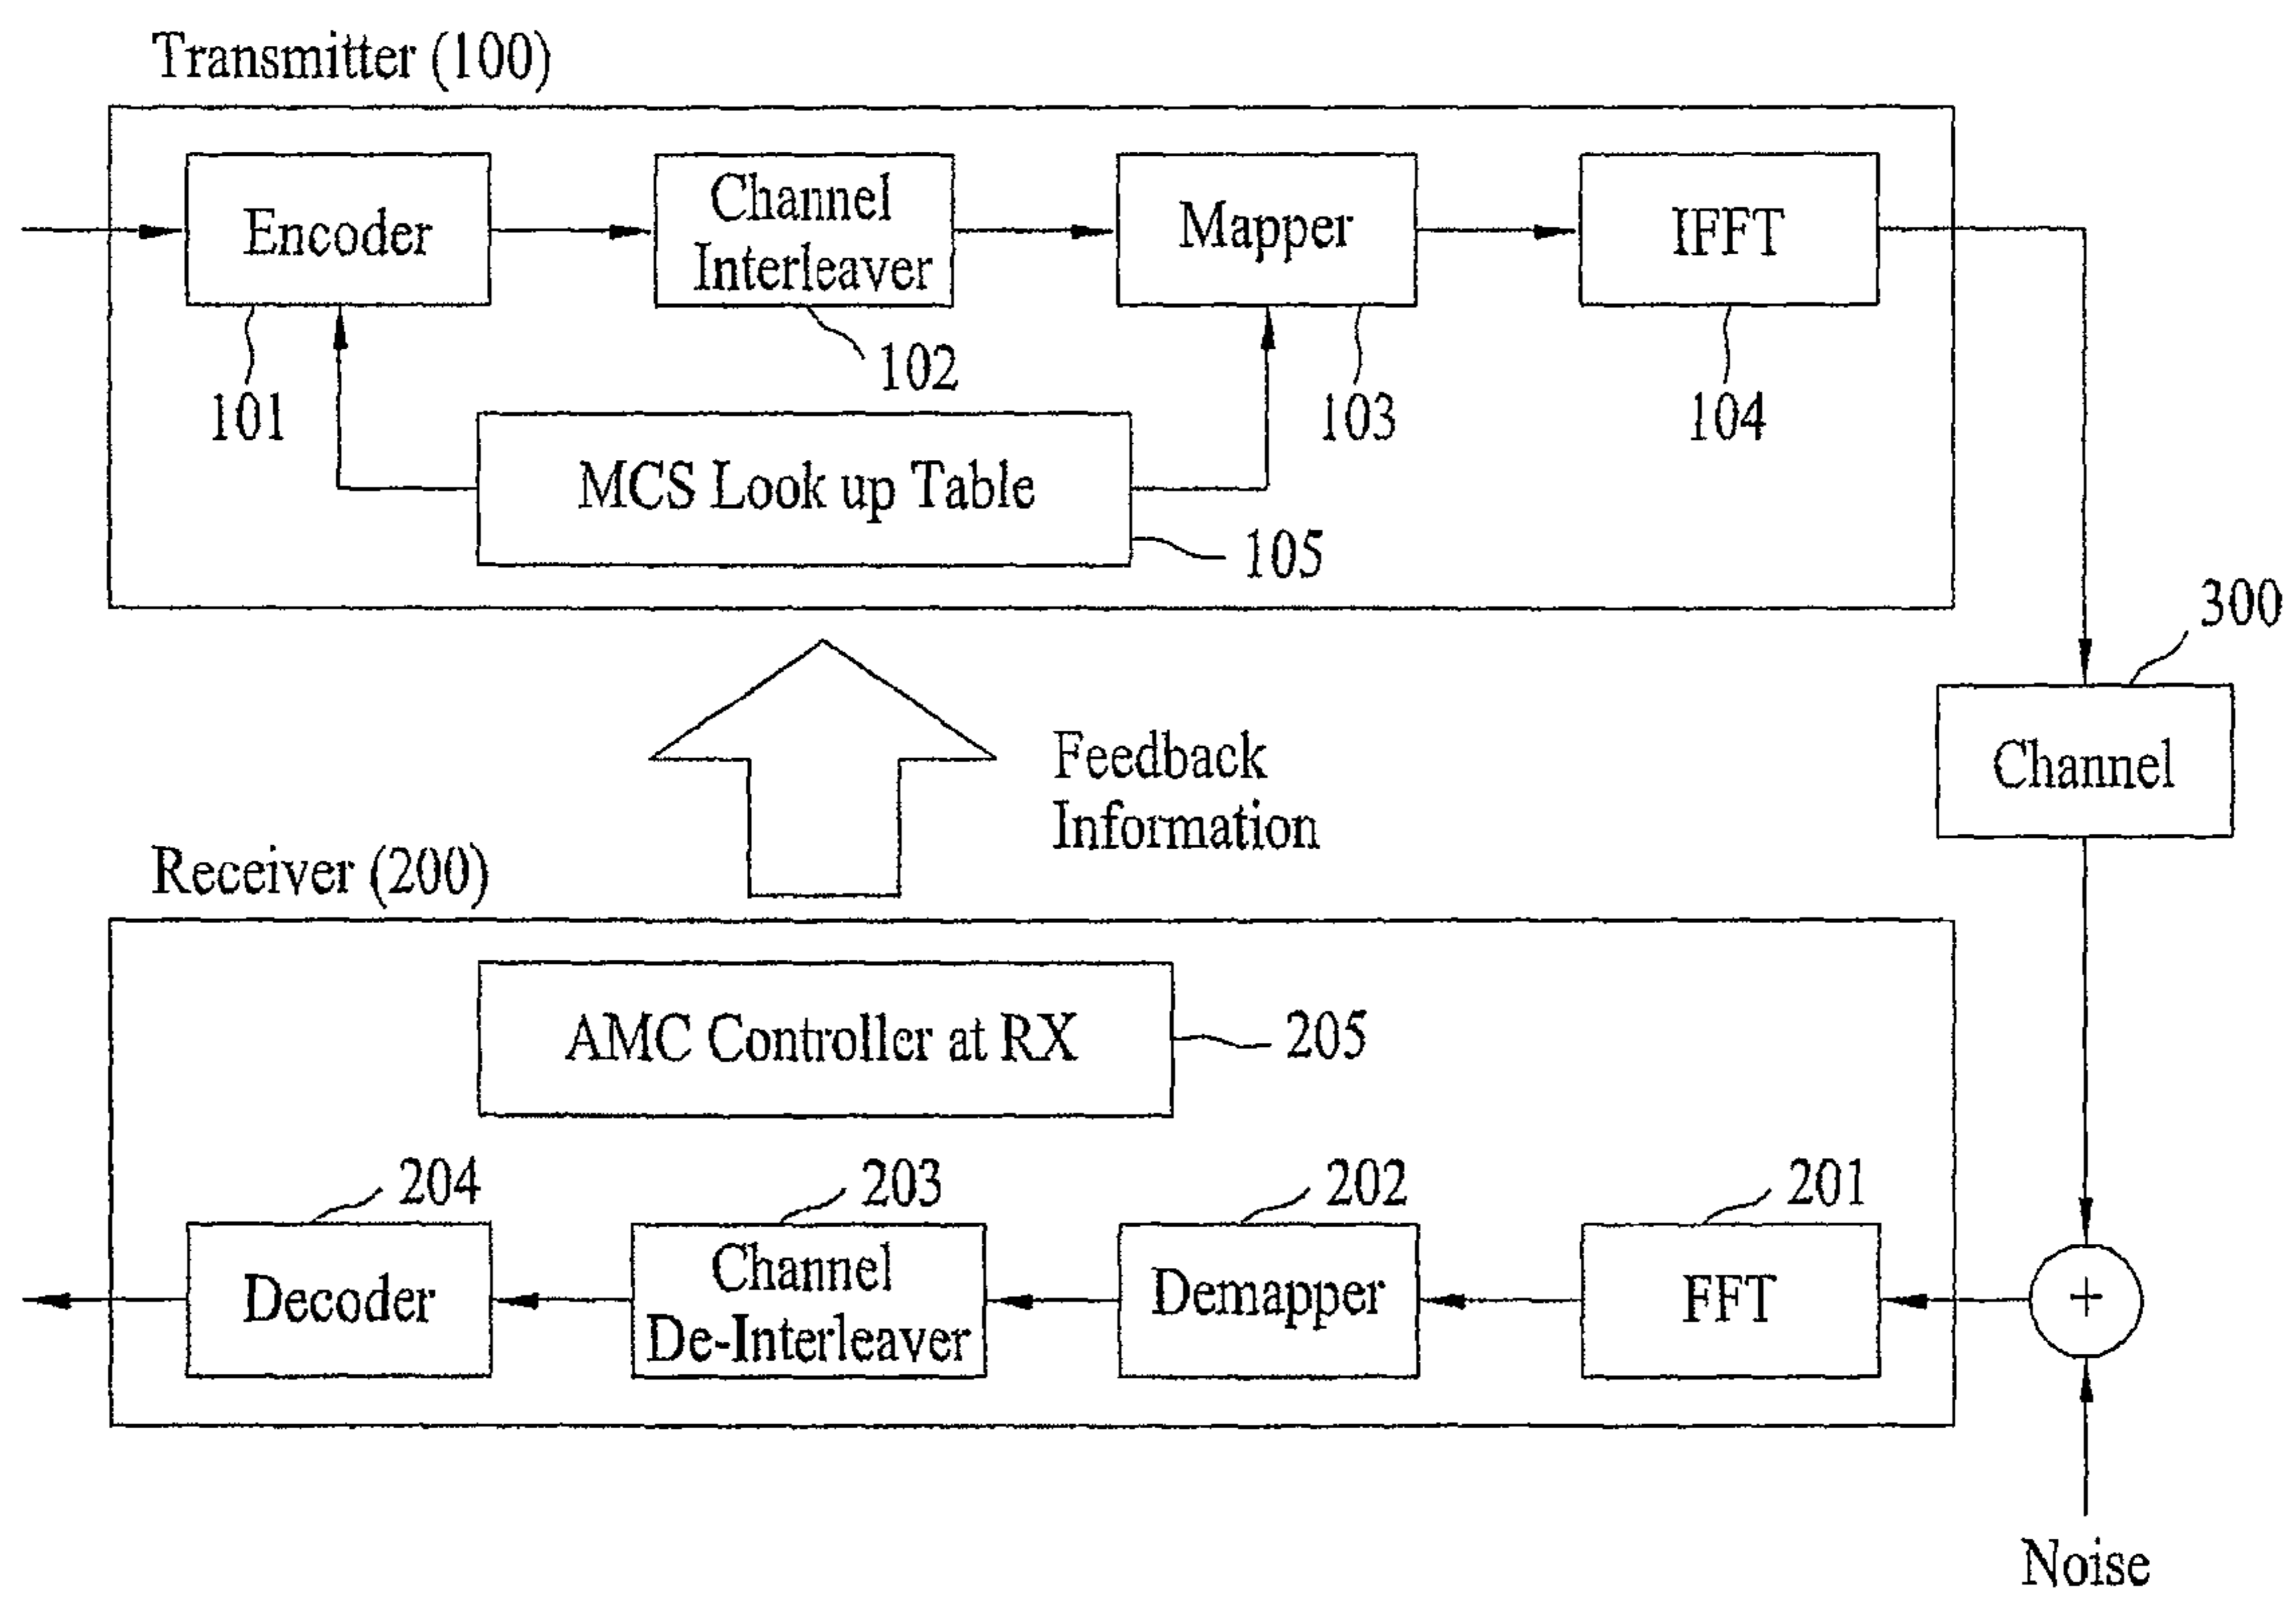 Transmitter (100)
Encoder
Channel
Interleaver
Mapper
IFFT
101
102
103
104
MCS Look up Table
105
300
Channel
Feedback
Information
Receiver (200)
AMC Controller at RX
205
204
203
202
201
Decoder
Channel
De-Interleaver
Demapper
FFT
+
Noise